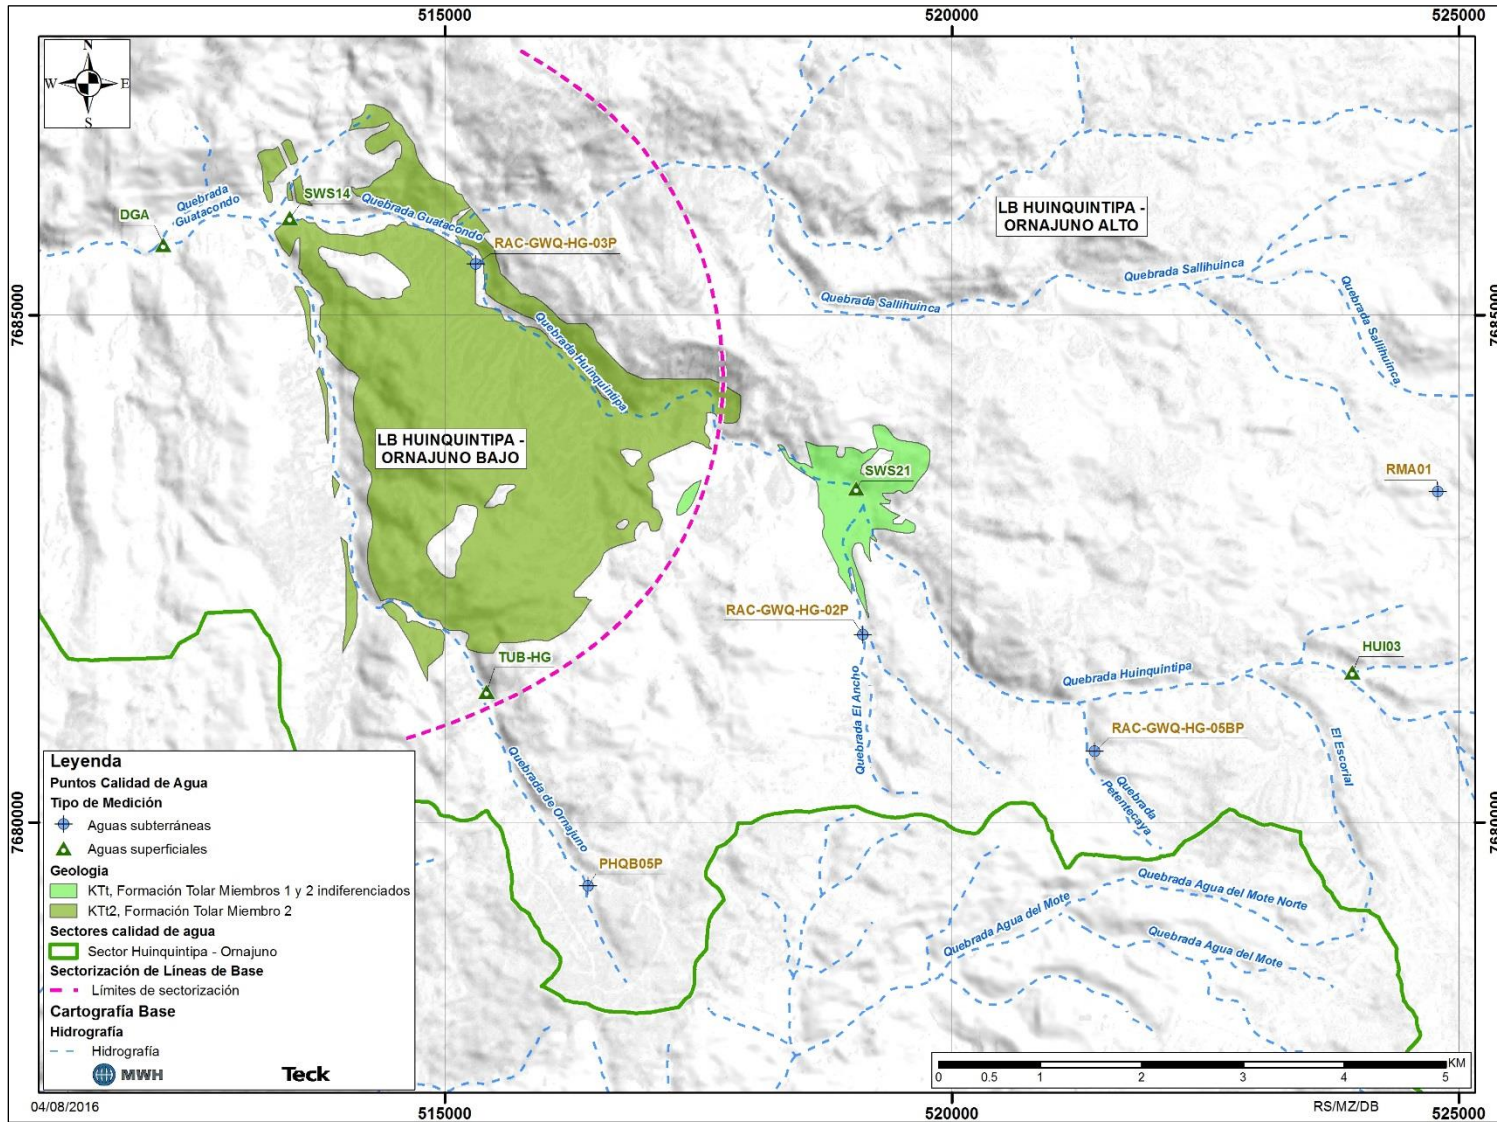 515000
520000
525000
N
W
E
S
LB HUINQUINTIPA -
ORNAJUNO ALTO
Quebrada
Guatacondo
SWS14
DGA
Quebrada Guatacondo
RAC-GWQ-HG-03P
Quebrada Sallihuinca
Quebrada Sallihuinca
Quebrada Sallihuinca
7685000
7685000
Quebrada Huinquintipa
LB HUINQUINTIPA -
ORNAJUNO BAJO
SWS21
RMA01
RAC-GWQ-HG-02P
TUB-HG
HUI03
Quebrada Huinquintipa
Quebrada El Ancho
RAC-GWQ-HG-05BP
El Escorial
Quebrada
Petentecaya
Quebrada de Ornajuno
7680000
7680000
PHQB05P
Quebrada Agua del Mote Norte
Quebrada Agua del Mote
Quebrada Agua del Mote
Leyenda
Puntos Calidad de Agua
Tipo de Medición
Aguas subterráneas
Aguas superficiales
Geologia
KTt, Formación Tolar Miembros 1 y 2 indiferenciados
KTt2, Formación Tolar Miembro 2
Sectores calidad de agua
Sector Huinquintipa - Ornajuno
Sectorización de Líneas de Base
Límites de sectorización
Cartografía Base
Hidrografía
Hidrografía
MWH
Teck
KM
0 0.5 1 2 3 4 5
04/08/2016
RS/MZ/DB
515000
520000
525000